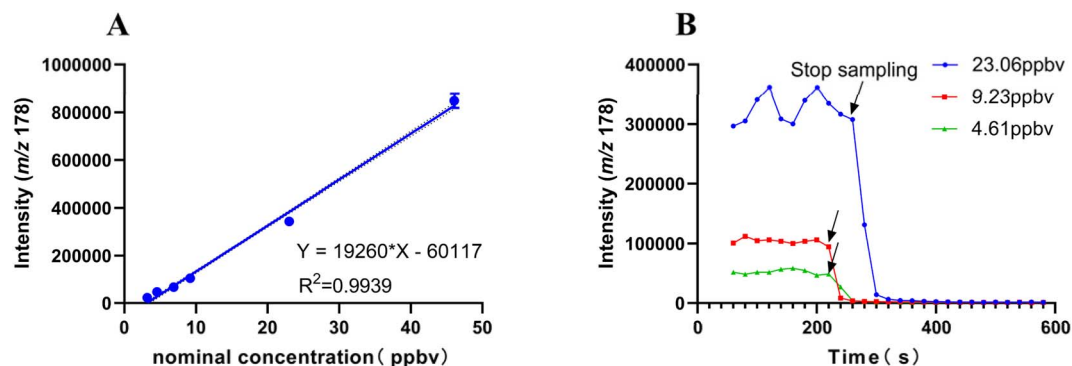 A
Intensity (m/z 178)
1000000
800000
600000
400000
200000
0
Y = 19260*X - 60117
R²=0.9939
0 10 20 30 40 50
nominal concentration( ppbv)
B
Intensity (m/z 178)
400000
300000
200000
100000
0
Stop sampling
23.06ppbv
9.23ppbv
4.61ppbv
0 200 400 600
Time( s)